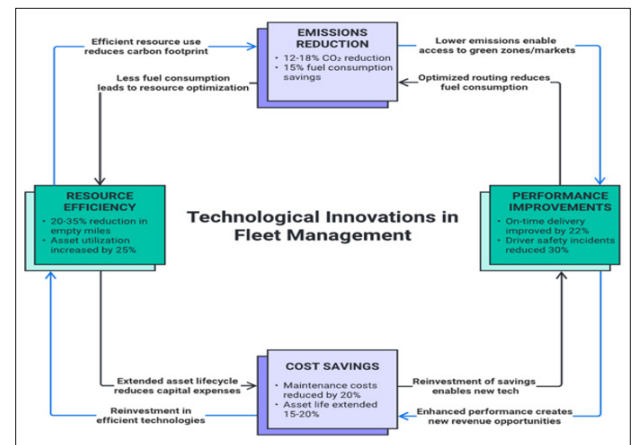 EMISSIONS
REDUCTION
• 12-18% CO₂ reduction
• 15% fuel consumption
savings
Efficient resource use
reduces carbon footprint
Lower emissions enable
access to green zones/markets
Less fuel consumption
leads to resource optimization
Optimized routing reduces
fuel consumption
RESOURCE
EFFICIENCY
• 20-35% reduction in
empty miles
• Asset utilization
increased by 25%
Technological Innovations in
Fleet Management
PERFORMANCE
IMPROVEMENTS
• On-time delivery
improved by 22%
• Driver safety incidents
reduced 30%
COST SAVINGS
• Maintenance costs
reduced by 20%
• Asset life extended
15-20%
Extended asset lifecycle
reduces capital expenses
Reinvestment of savings
enables new tech
Reinvestment in
efficient technologies
Enhanced performance creates
new revenue opportunities